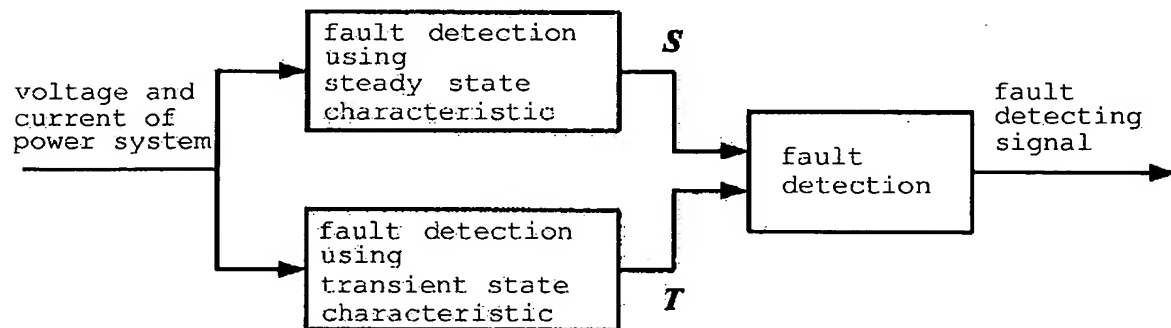 voltage and
current of
power system
fault detection
using
steady state
characteristic
S
fault detection
using
transient state
characteristic
T
fault
detection
fault
detecting
signal